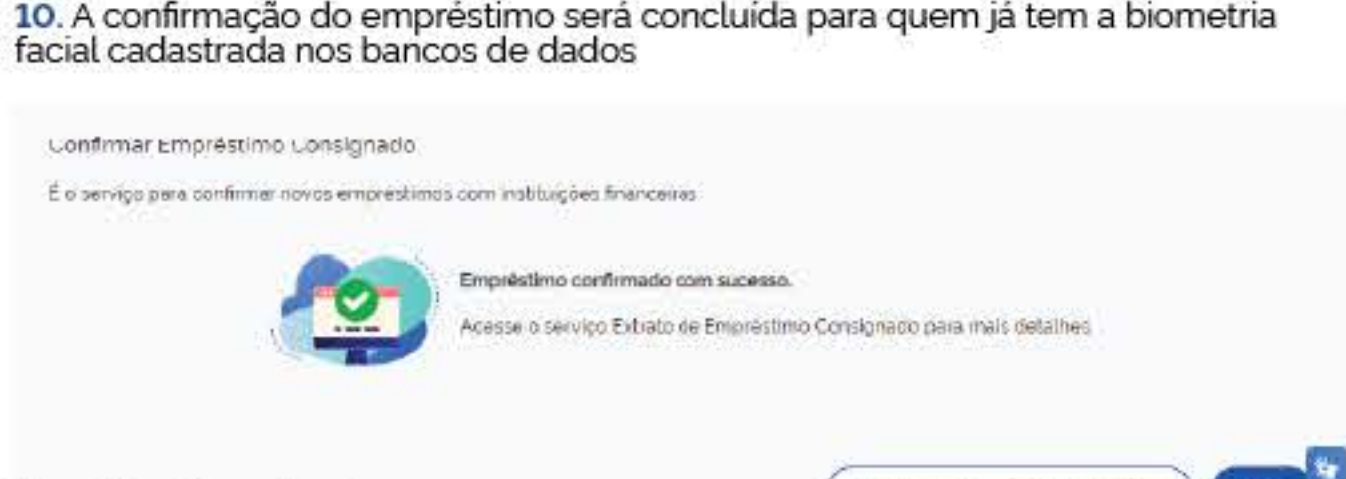 10. A confirmação do empréstimo será concluída para quem já tem a biometria
facial cadastrada nos bancos de dados
Confirmar Empréstimo Consignado
É o serviço para confirmar novos empréstimos com instituições financeiras
Empréstimo confirmado com sucesso.
Acesse o serviço Extrato de Empréstimo Consignado para mais detalhes